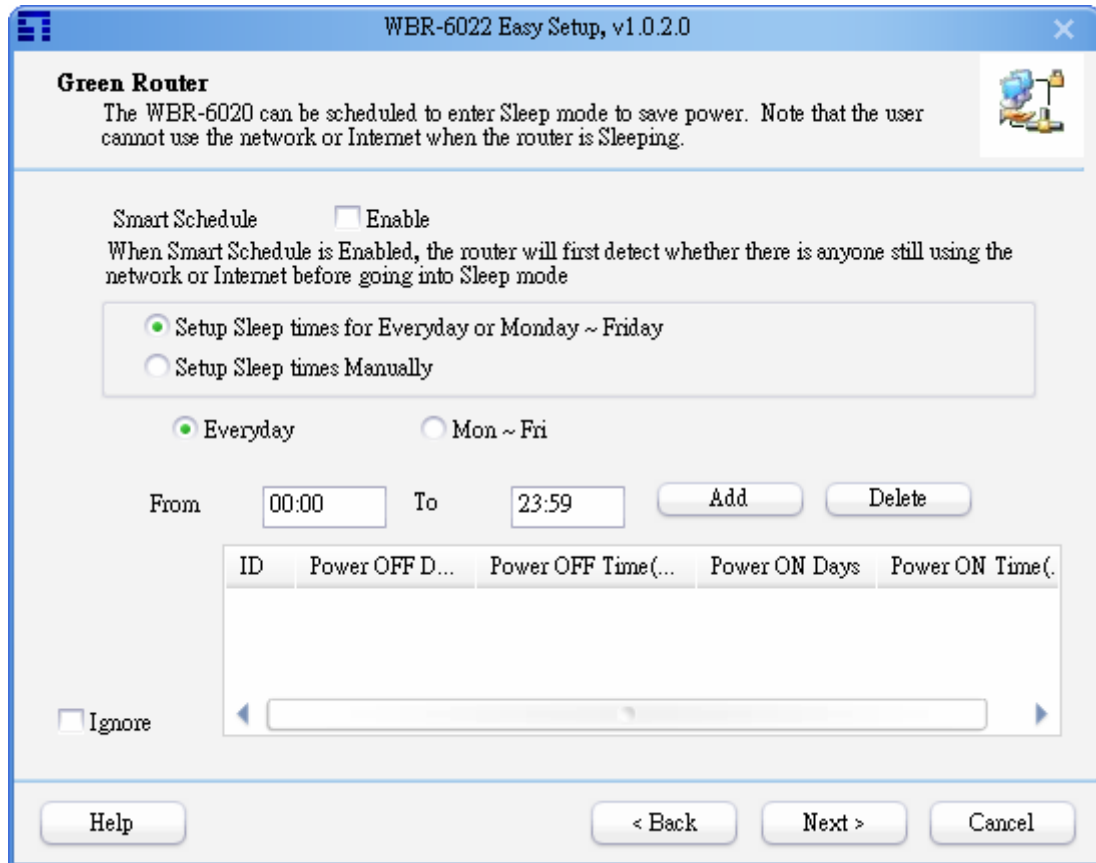 WBR-6022 Easy Setup, v1.0.2.0
Green Router
The WBR-6020 can be scheduled to enter Sleep mode to save power. Note that the user
cannot use the network or Internet when the router is Sleeping.
Smart Schedule Enable
When Smart Schedule is Enabled, the router will first detect whether there is anyone still using the
network or Internet before going into Sleep mode
Setup Sleep times for Everyday or Monday ~ Friday
Setup Sleep times Manually
Everyday Mon ~ Fri
From 00:00 To 23:59 Add Delete
ID Power OFF D... Power OFF Time(... Power ON Days Power ON Time(.
Ignore
Help < Back Next > Cancel